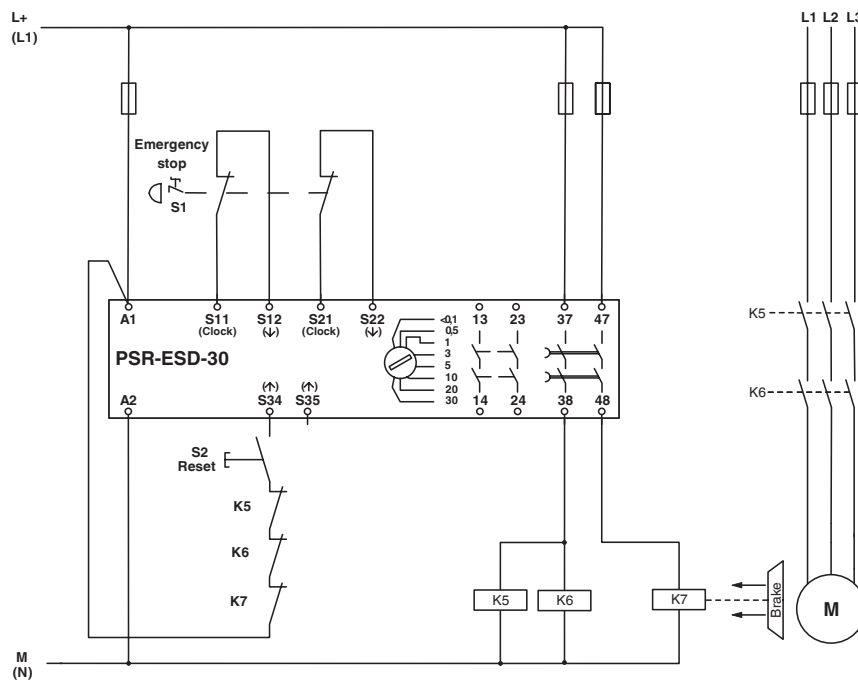 L+
(L1)
L1 L2 L3
Emergency
stop
S1
A1 S11 S12 S21 S22 13 23 37 47
(Clock) (↓) (Clock) (↓)
<0,1
0,5
1
3
5
10
20
30
PSR-ESD-30
(↑) (↑)
A2 S34 S35 14 24 38 48
K5
K6
S2
Reset
K5
K6
K7
K5 K6 K7
Brake
M
M
(N)